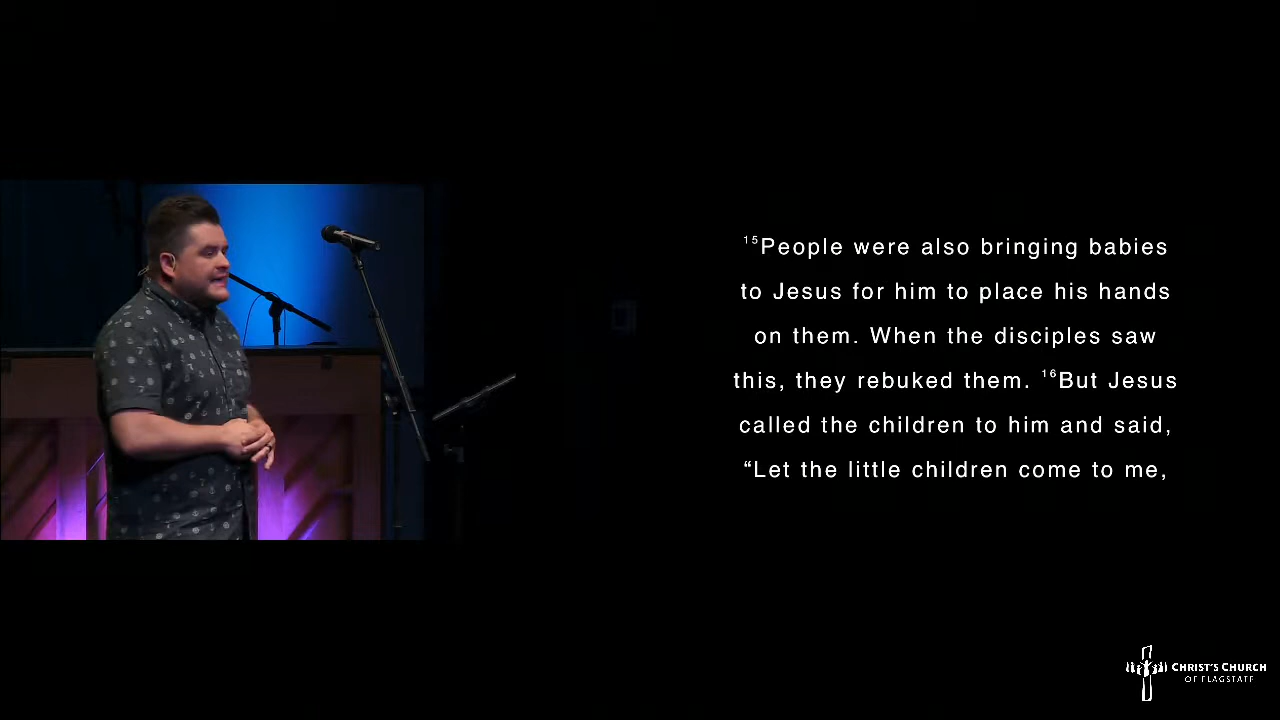 ¹⁵People were also bringing babies
to Jesus for him to place his hands
on them. When the disciples saw
this, they rebuked them. ¹⁶But Jesus
called the children to him and said,
“Let the little children come to me,
CHRIST'S CHURCH
OF FLAGSTAFF